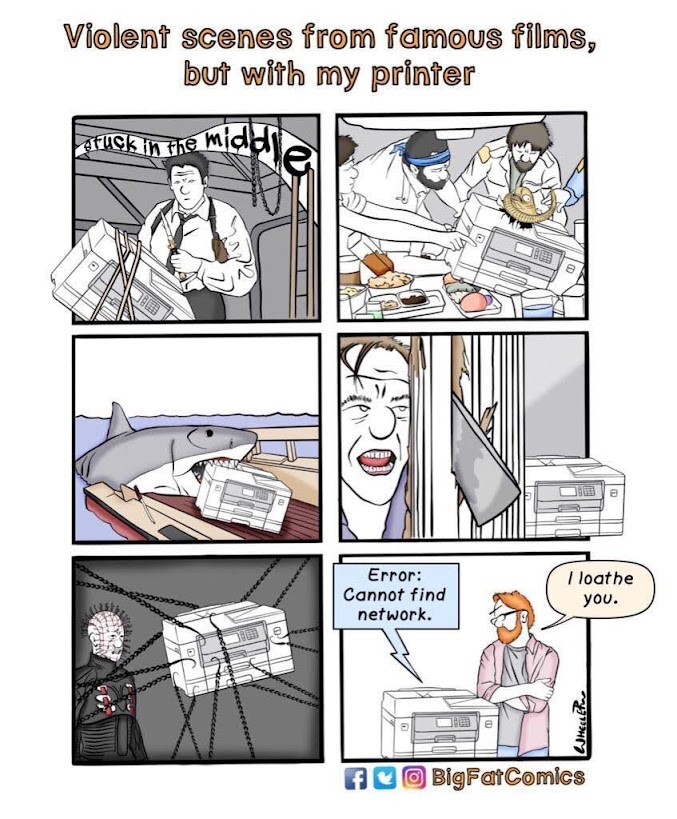 Violent scenes from famous films,
but with my printer
stuck in the middle
Error:
Cannot find
network.
I loathe
you.
WHEELER
BigFatComics